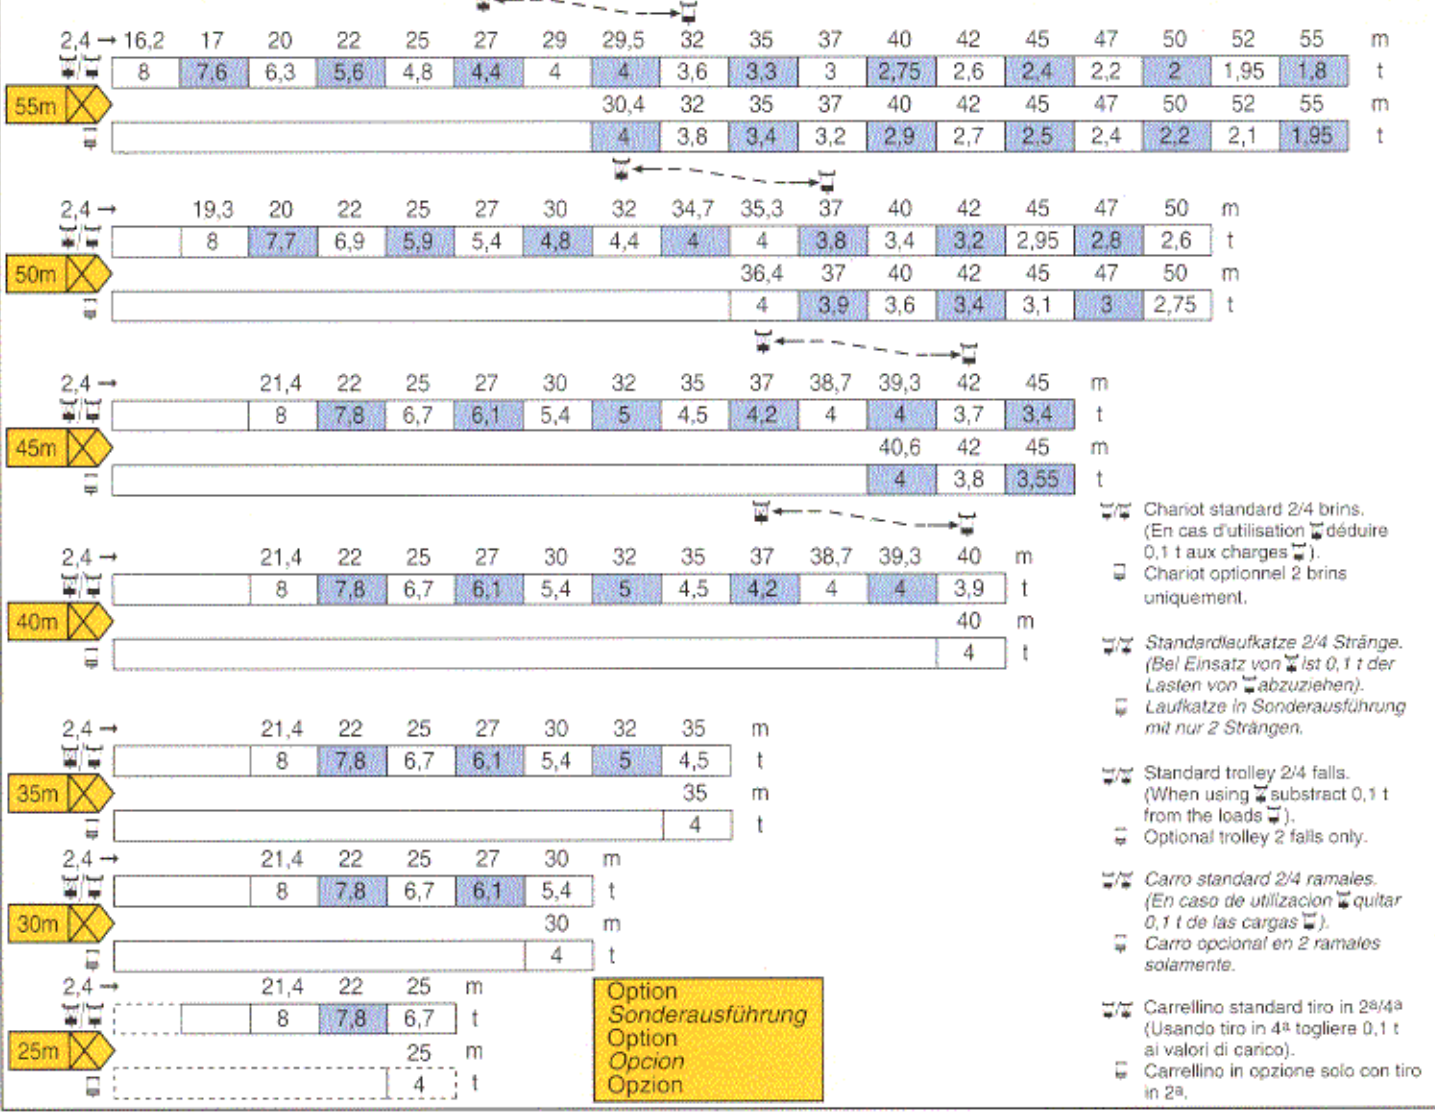 2,4 → 16,2 17 20 22 25 27 29 29,5 32 35 37 40 42 45 47 50 52 55 m
8 7,6 6,3 5,6 4,8 4,4 4 4 3,6 3,3 3 2,75 2,6 2,4 2,2 2 1,95 1,8 t
55m
30,4 32 35 37 40 42 45 47 50 52 55 m
4 3,8 3,4 3,2 2,9 2,7 2,5 2,4 2,2 2,1 1,95 t
2,4 → 19,3 20 22 25 27 30 32 34,7 35,3 37 40 42 45 47 50 m
8 7,7 6,9 5,9 5,4 4,8 4,4 4 4 3,8 3,4 3,2 2,95 2,8 2,6 t
50m
36,4 37 40 42 45 47 50 m
4 3,9 3,6 3,4 3,1 3 2,75 t
2,4 → 21,4 22 25 27 30 32 35 37 38,7 39,3 42 45 m
8 7,8 6,7 6,1 5,4 5 4,5 4,2 4 4 3,7 3,4 t
45m
40,6 42 45 m
4 3,8 3,55 t
2,4 → 21,4 22 25 27 30 32 35 37 38,7 39,3 40 m
8 7,8 6,7 6,1 5,4 5 4,5 4,2 4 4 3,9 t
40m
40 m
4 t
2,4 → 21,4 22 25 27 30 32 35 m
8 7,8 6,7 6,1 5,4 5 4,5 t
35m
35 m
4 t
2,4 → 21,4 22 25 27 30 m
8 7,8 6,7 6,1 5,4 t
30m
30 m
4 t
2,4 → 21,4 22 25 m
8 7,8 6,7 t
25m
25 m
4 t
Option
Sonderausführung
Option
Opcion
Opzion
Chariot standard 2/4 brins.
(En cas d'utilisation déduire
0,1 t aux charges ).
Chariot optionnel 2 brins
uniquement.
Standardlaufkatze 2/4 Stränge.
(Bei Einsatz von ist 0,1 t der
Lasten von abzuziehen).
Laufkatze in Sonderausführung
mit nur 2 Strängen.
Standard trolley 2/4 falls.
(When using substract 0,1 t
from the loads ).
Optional trolley 2 falls only.
Carro standard 2/4 ramales.
(En caso de utilizacion quitar
0,1 t de las cargas ).
Carro opcional en 2 ramales
solamente.
Carrellino standard tiro in 2ª/4ª
(Usando tiro in 4ª togliere 0,1 t
ai valori di carico).
Carrellino in opzione solo con tiro
in 2ª.